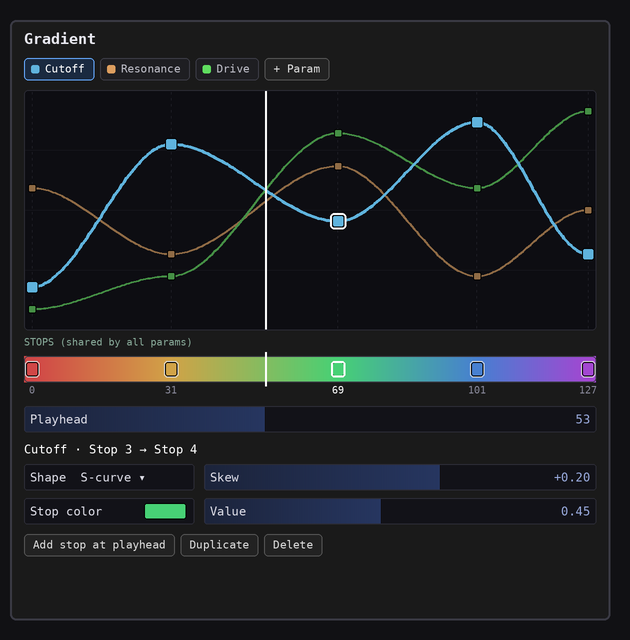 Gradient
Cutoff Resonance Drive + Param
STOPS (shared by all params)
0 31 69 101 127
Playhead 53
Cutoff · Stop 3 → Stop 4
Shape S-curve ▾ Skew +0.20
Stop color Value 0.45
Add stop at playhead Duplicate Delete